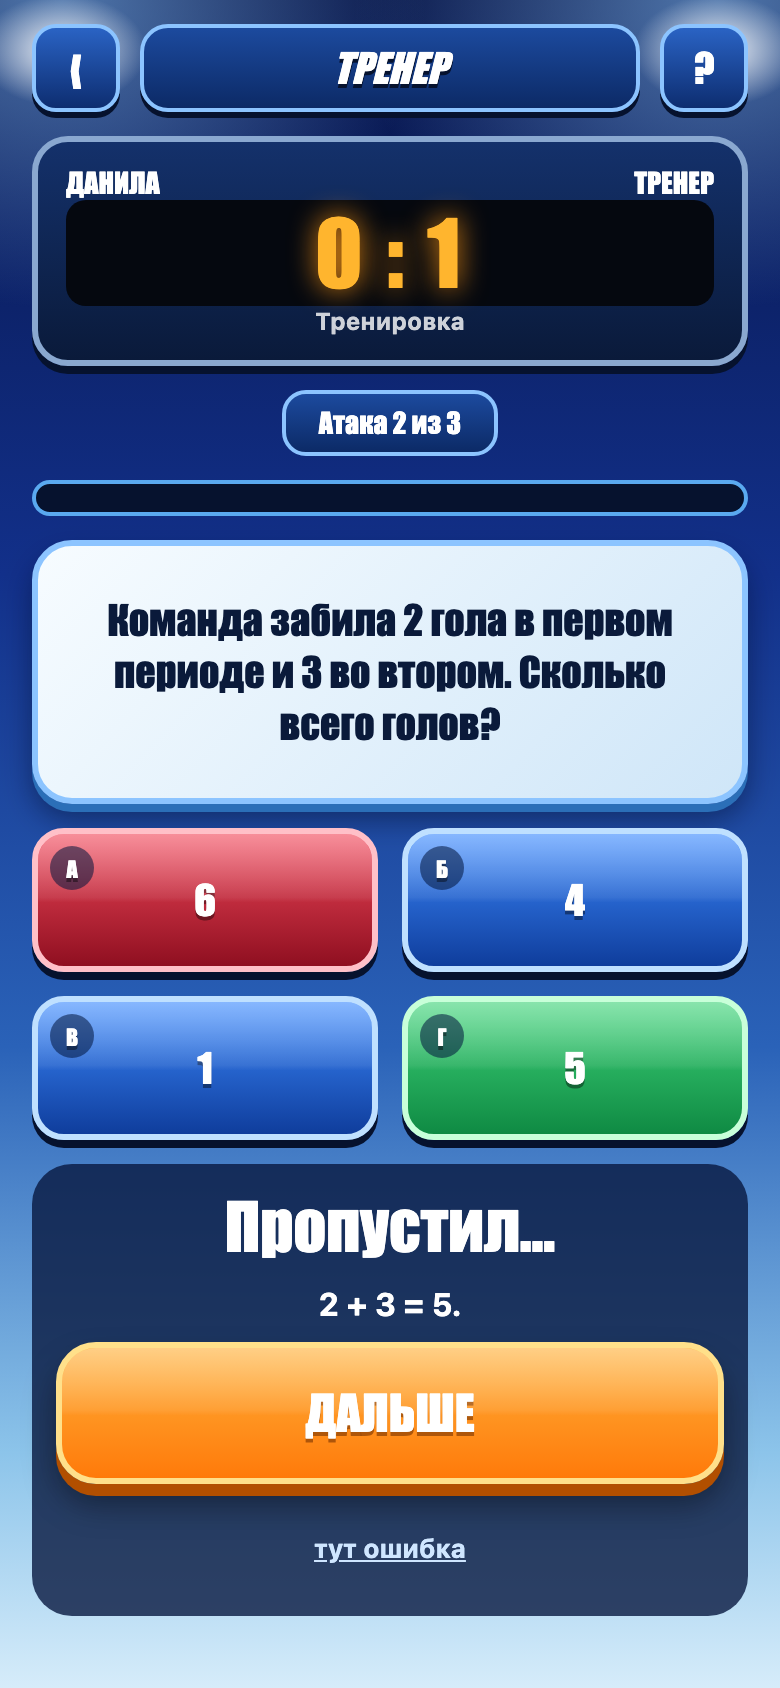 ⟨
ТРЕНЕР
?
ДАНИЛА
ТРЕНЕР
0 : 1
Тренировка
Атака 2 из 3
Команда забила 2 гола в первом
периоде и 3 во втором. Сколько
всего голов?
А
6
Б
4
В
1
Г
5
Пропустил...
2 + 3 = 5.
ДАЛЬШЕ
тут ошибка